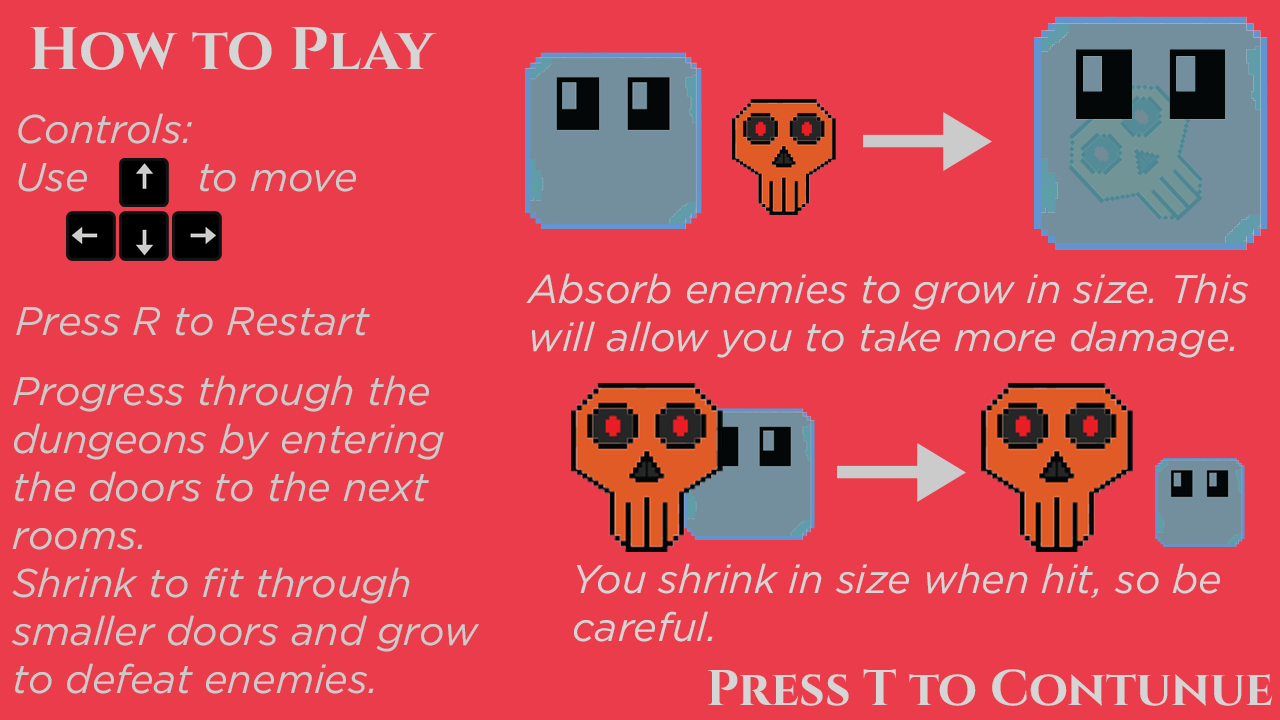 How to Play
Controls:
Use ↑ to move
← ↓ →
Press R to Restart
Progress through the
dungeons by entering
the doors to the next
rooms.
Shrink to fit through
smaller doors and grow
to defeat enemies.
Absorb enemies to grow in size. This
will allow you to take more damage.
You shrink in size when hit, so be
careful.
Press T to Contunue